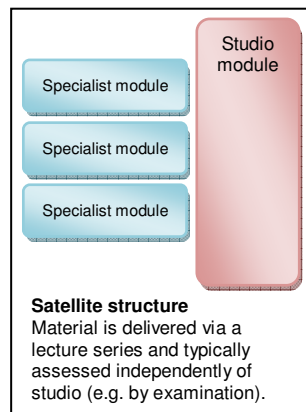 Studio
module
Specialist module
Specialist module
Specialist module
Satellite structure
Material is delivered via a
lecture series and typically
assessed independently of
studio (e.g. by examination).